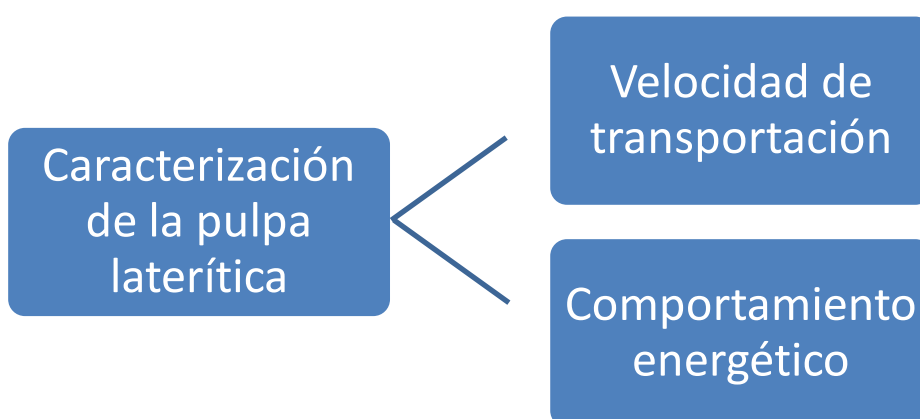 Caracterización
de la pulpa
laterítica
Velocidad de
transportación
Comportamiento
energético